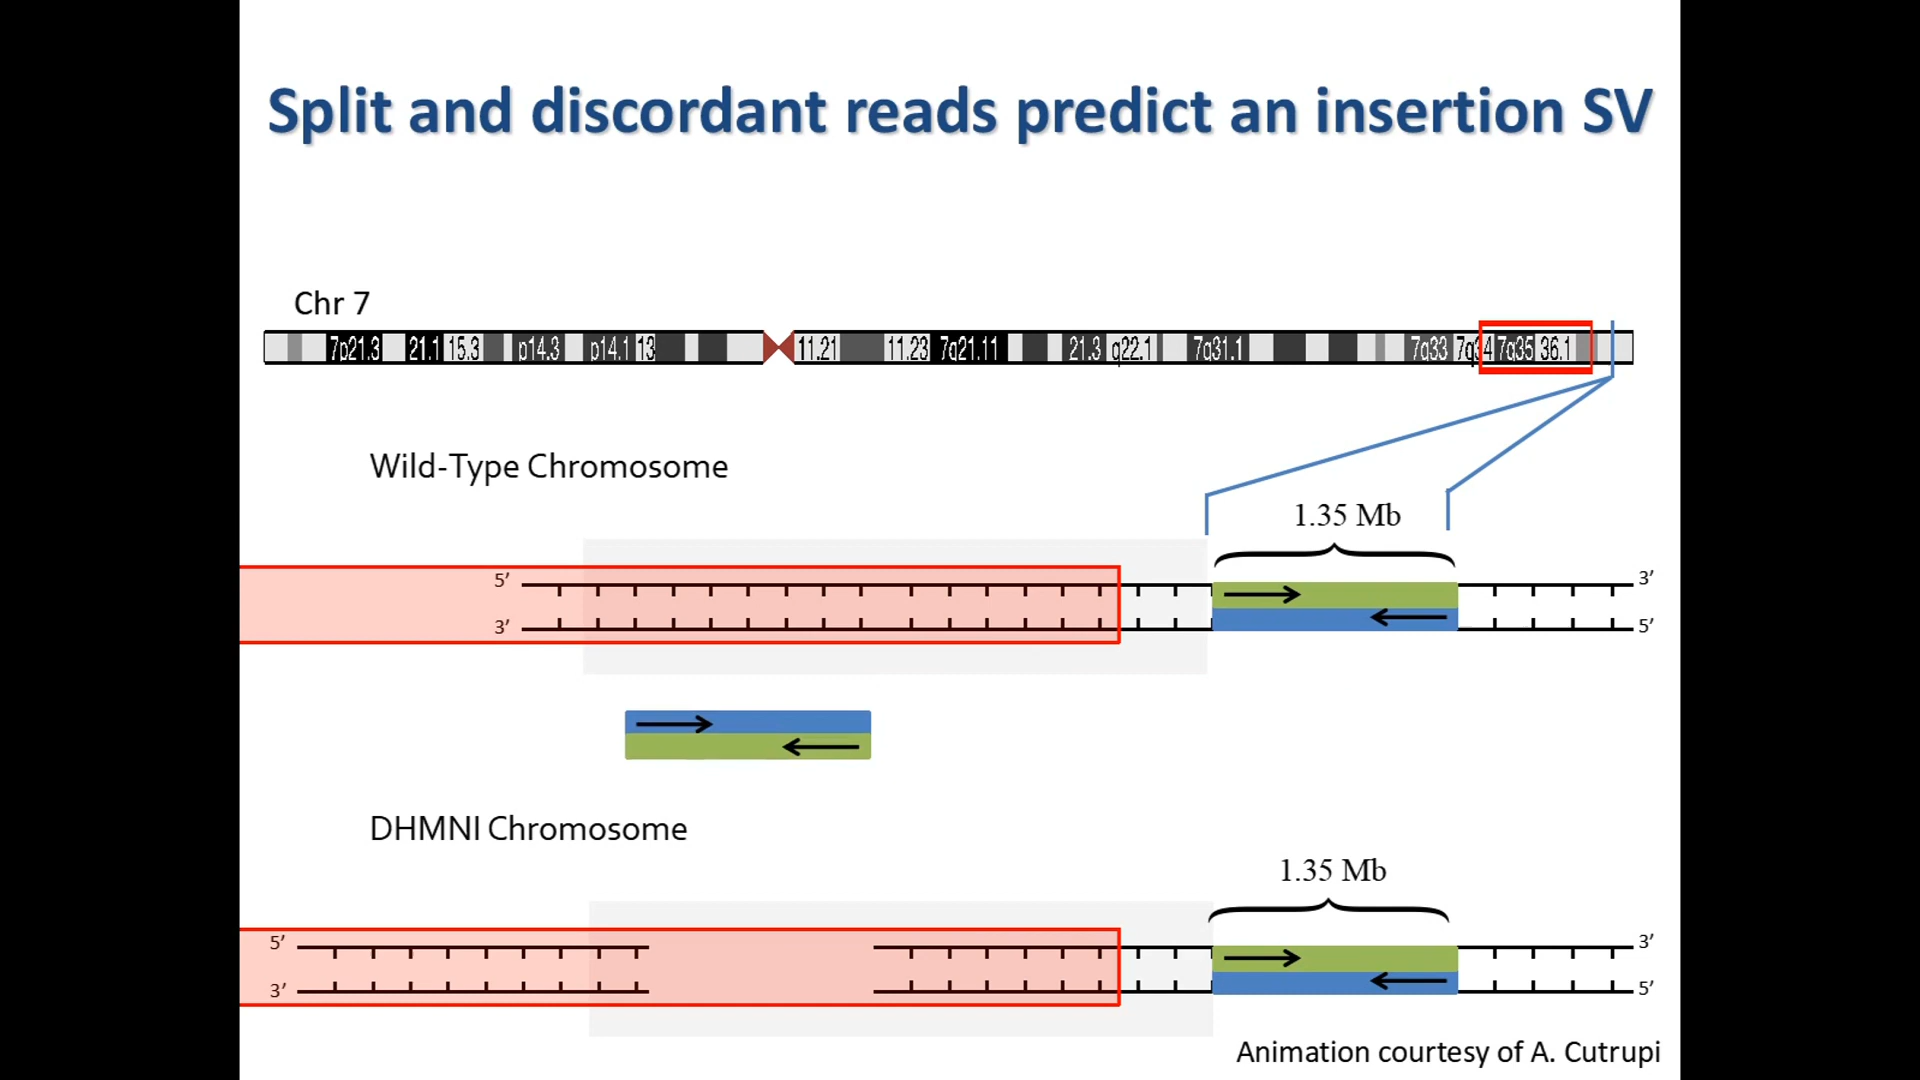 Split and discordant reads predict an insertion SV
Chr 7
7p21.3 21.1 15.3 p14.3 p14.1 13 11.21 11.23 7q21.11 21.3 q22.1 7q31.1 7q33 7q34 7q35 36.1
Wild-Type Chromosome
1.35 Mb
5’ 3’
3’ 5’
DHMNI Chromosome
1.35 Mb
5’ 3’
3’ 5’
Animation courtesy of A. Cutrupi